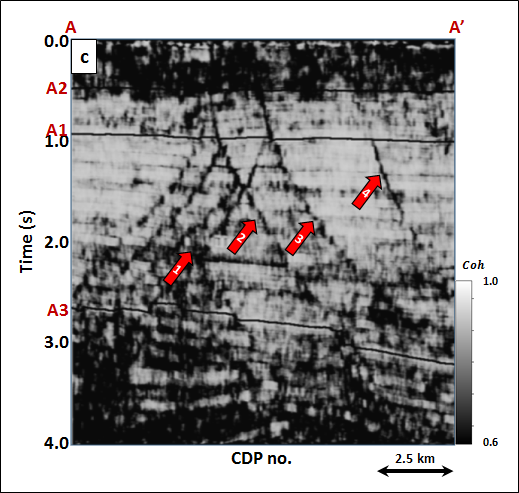 A A’
0.0
c
A2
A1
1.0
4
Time (s)
2.0
1 2 3
Coh
1.0
A3
3.0
4.0
0.6
CDP no.
2.5 km